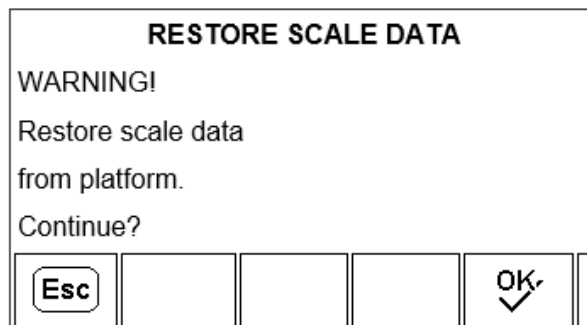 RESTORE SCALE DATA
WARNING!
Restore scale data
from platform.
Continue?
Esc OK